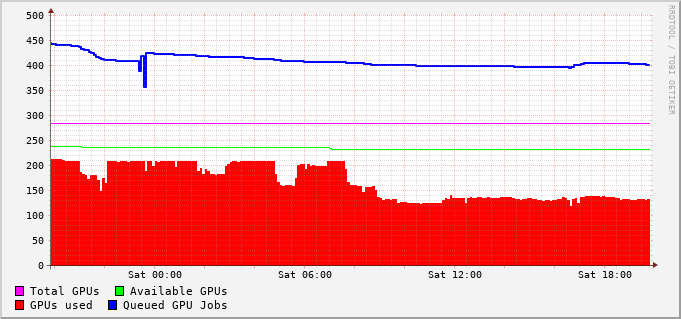 500
450
400
350
300
250
200
150
100
50
0
Sat 00:00 Sat 06:00 Sat 12:00 Sat 18:00
Total GPUs Available GPUs
GPUs used Queued GPU Jobs
RRDTOOL / TOBI OETIKER